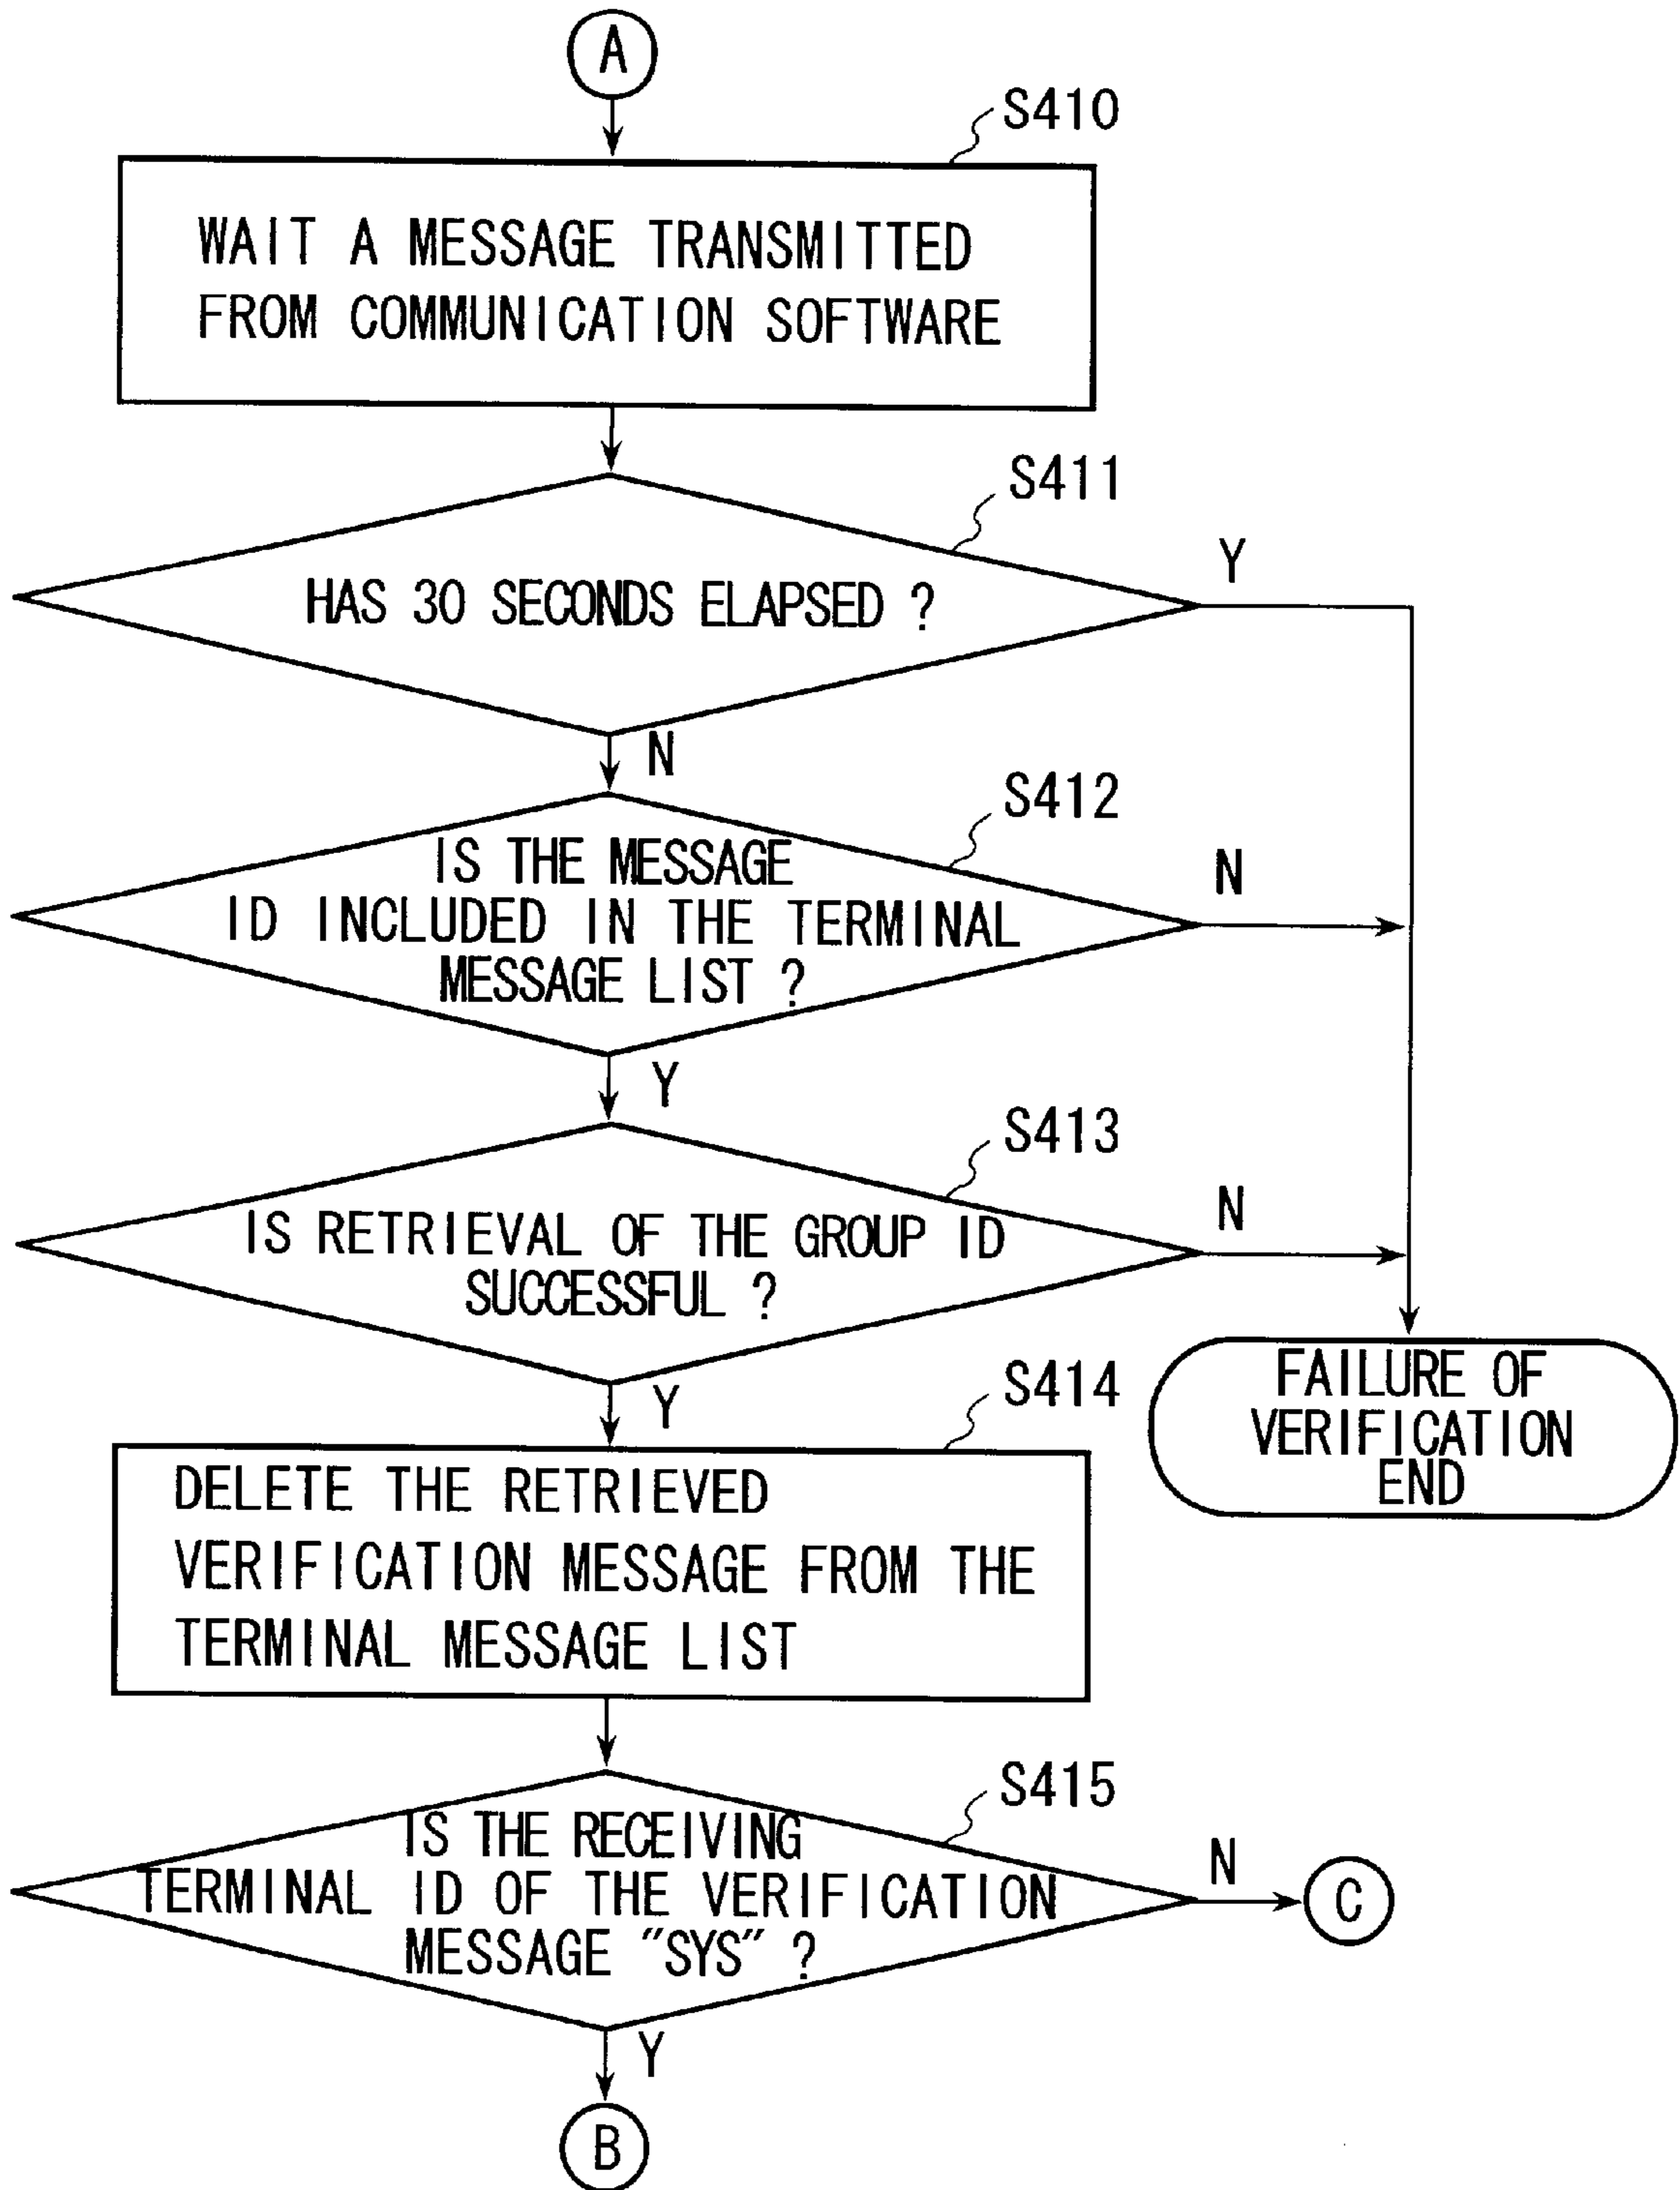 A
S410
WAIT A MESSAGE TRANSMITTED
FROM COMMUNICATION SOFTWARE
S411
HAS 30 SECONDS ELAPSED ?
Y
N
S412
IS THE MESSAGE
ID INCLUDED IN THE TERMINAL
MESSAGE LIST ?
N
Y
S413
IS RETRIEVAL OF THE GROUP ID
SUCCESSFUL ?
N
Y
FAILURE OF
VERIFICATION
END
S414
DELETE THE RETRIEVED
VERIFICATION MESSAGE FROM THE
TERMINAL MESSAGE LIST
S415
IS THE RECEIVING
TERMINAL ID OF THE VERIFICATION
MESSAGE "SYS" ?
N
C
Y
B